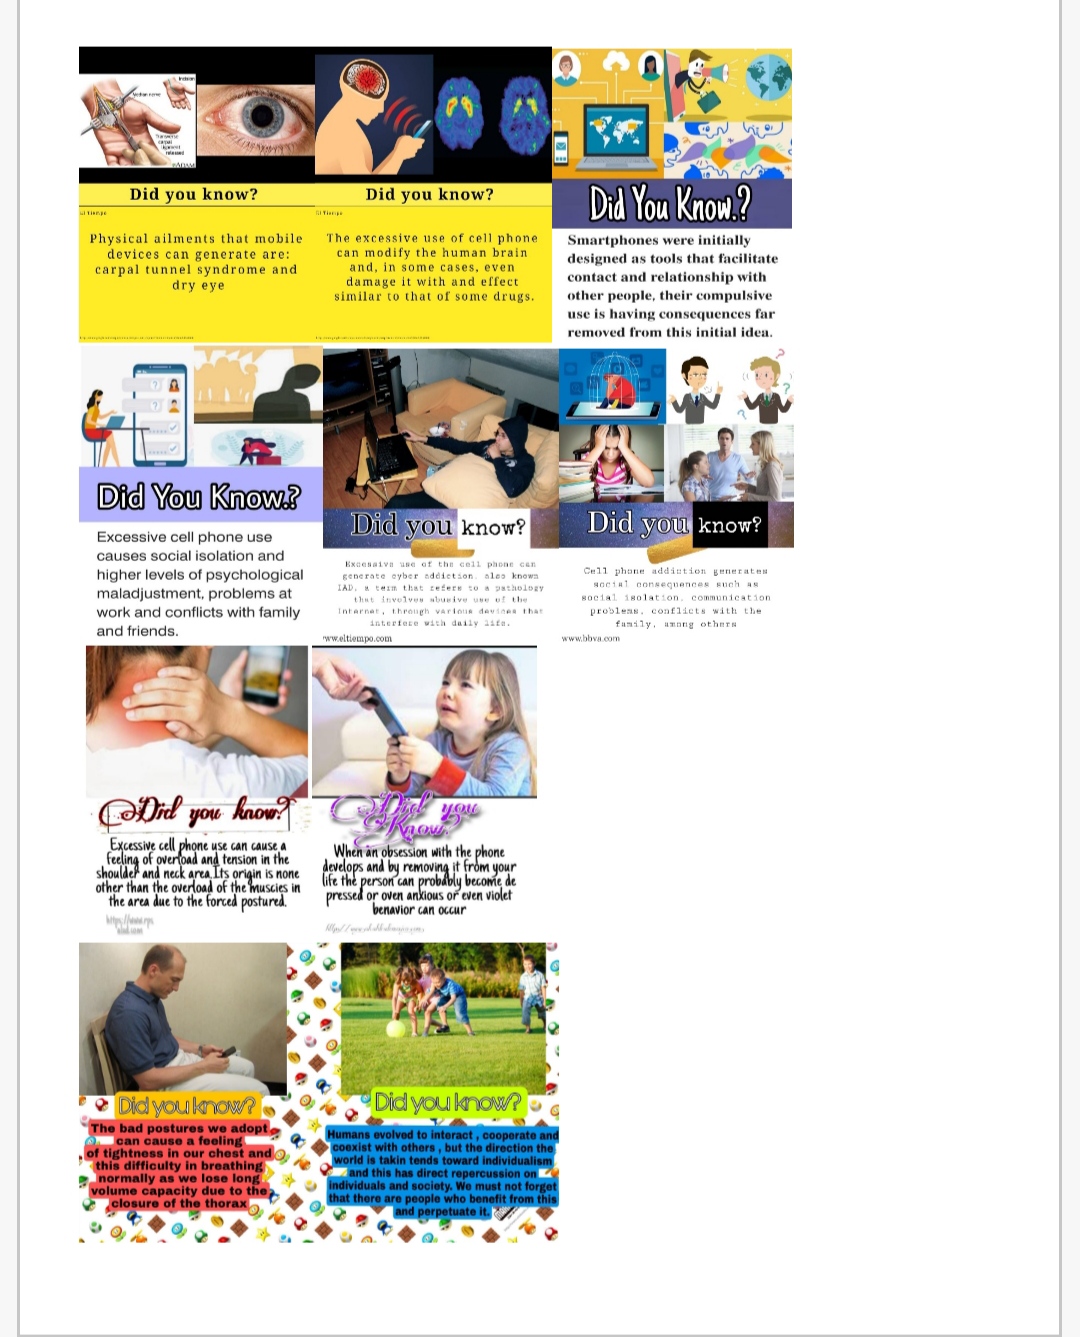 Incision
Median nerve
Transverse
carpal
ligament
released
Did you know?
El Tiempo
Physical ailments that mobile
devices can generate are:
carpal tunnel syndrome and
dry eye
Did you know?
El Tiempo
The excessive use of cell phone
can modify the human brain
and, in some cases, even
damage it with and effect
similar to that of some drugs.
Did You Know.?
Smartphones were initially
designed as tools that facilitate
contact and relationship with
other people, their compulsive
use is having consequences far
removed from this initial idea.
Did You Know.?
Excessive cell phone use
causes social isolation and
higher levels of psychological
maladjustment, problems at
work and conflicts with family
and friends.
Did you know?
Excessive use of the cell phone can
generate cyber addiction, also known
IAD, a term that refers to a pathology
that involves abusive use of the
Internet, through various devices that
interfere with daily life.
www.eltiempo.com
Did you know?
Cell phone addiction generates
social consequences such as
social isolation, communication
problems, conflicts with the
family, among others
www.bbva.com
Did you know?
Excessive cell phone use can cause a
feeling of overload and tension in the
shoulder and neck area.Its origin is none
other than the overload of the muscies in
the area due to the forced postured.
Did you
Know?
When an obsession with the phone
develops and by removing it from your
life the person can probably become de
pressed or oven anxious or even violet
benavior can occur
Did you know?
The bad postures we adopt
can cause a feeling
of tightness in our chest and
this difficulty in breathing
normally as we lose long
volume capacity due to the
closure of the thorax
Did you know?
Humans evolved to interact , cooperate and
coexist with others , but the direction the
world is takin tends toward individualism
and this has direct repercussion on
individuals and society. We must not forget
that there are people who benefit from this
and perpetuate it.